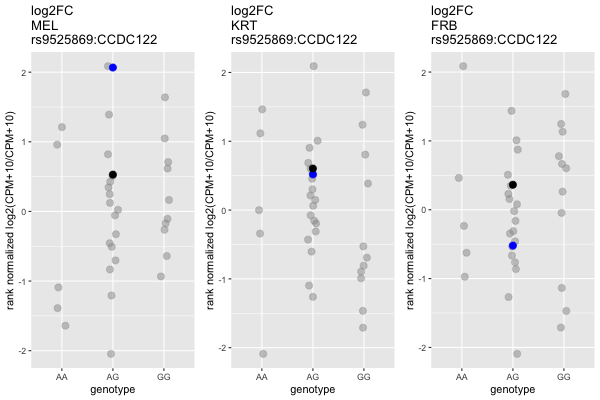 log2FC
MEL
rs9525869:CCDC122
rank normalized log2(CPM+10/CPM+10)
2
1
0
-1
-2
AA
AG
GG
genotype
log2FC
KRT
rs9525869:CCDC122
rank normalized log2(CPM+10/CPM+10)
2
1
0
-1
-2
AA
AG
GG
genotype
log2FC
FRB
rs9525869:CCDC122
rank normalized log2(CPM+10/CPM+10)
2
1
0
-1
-2
AA
AG
GG
genotype